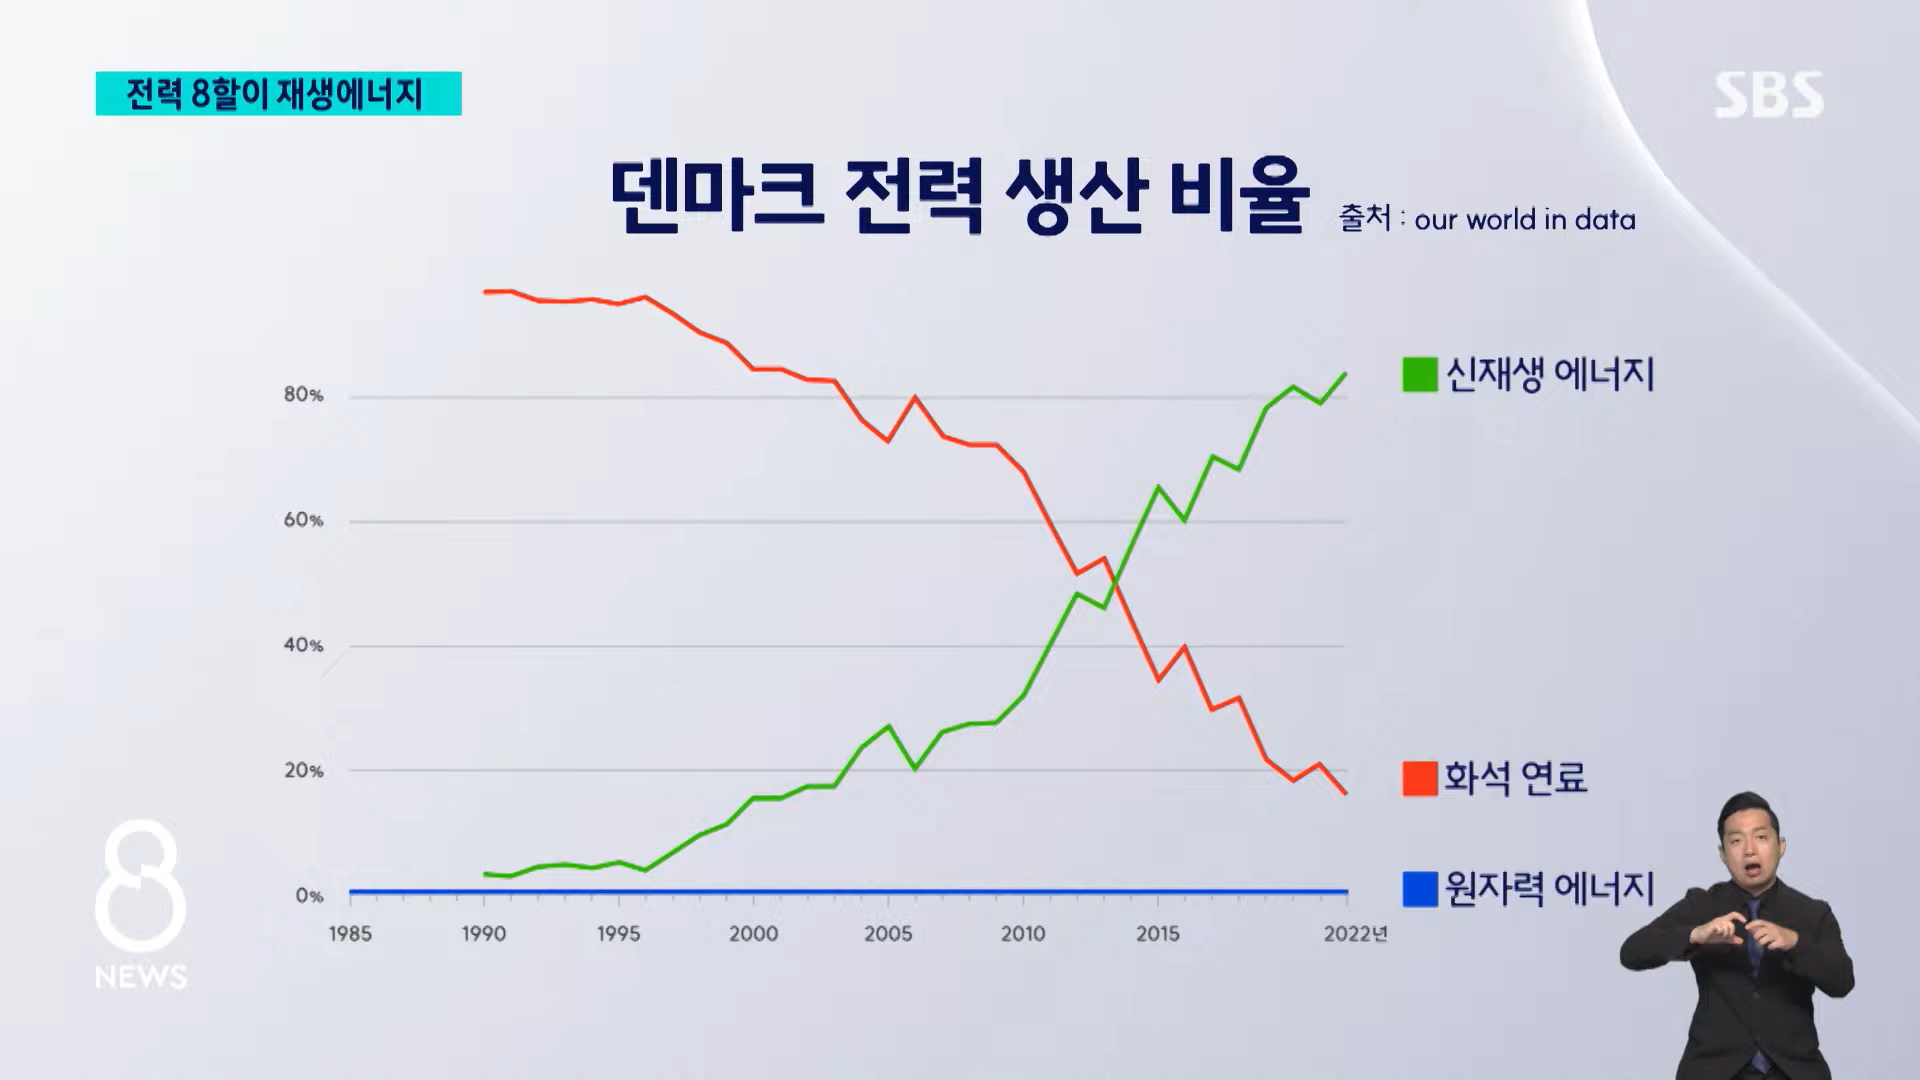 전력 8할이 재생에너지
SBS
덴마크 전력 생산 비율 출처 : our world in data
신재생 에너지
80%
60%
40%
20%
화석 연료
0%
원자력 에너지
1985 1990 1995 2000 2005 2010 2015 2022년
8
NEWS